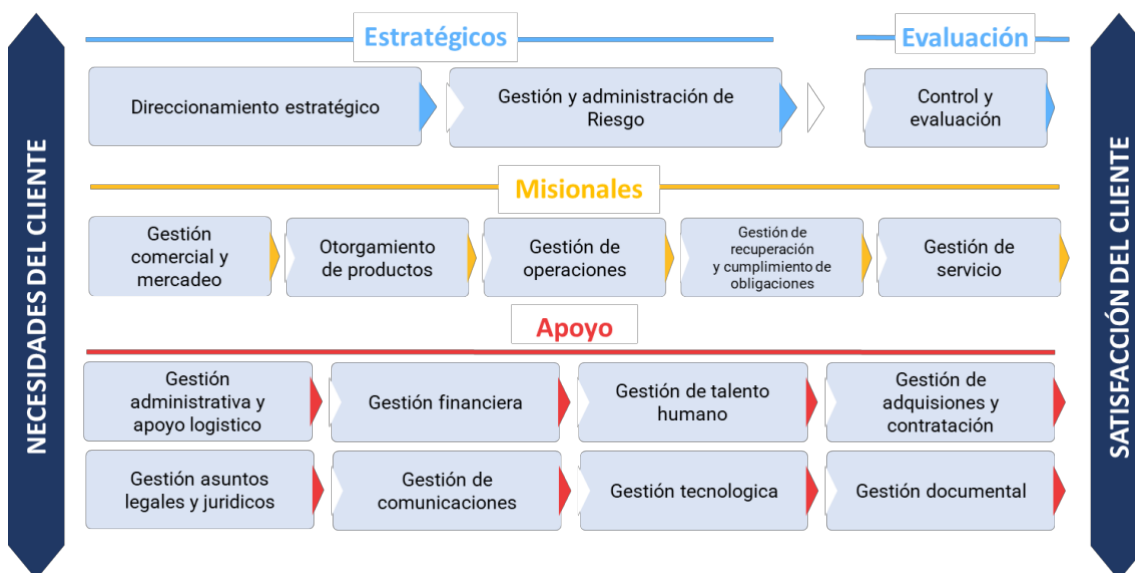 NECESIDADES DEL CLIENTE
Estratégicos
Evaluación
Direccionamiento estratégico
Gestión y administración de
Riesgo
Control y
evaluación
Misionales
Gestión
comercial y
mercadeo
Otorgamiento
de productos
Gestión de
operaciones
Gestión de
recuperación
y cumplimiento de
obligaciones
Gestión de
servicio
Apoyo
Gestión
administrativa y
apoyo logistico
Gestión financiera
Gestión de talento
humano
Gestión de
adquisiones y
contratación
Gestión asuntos
legales y juridicos
Gestión de
comunicaciones
Gestión tecnologica
Gestión documental
SATISFACCIÓN DEL CLIENTE